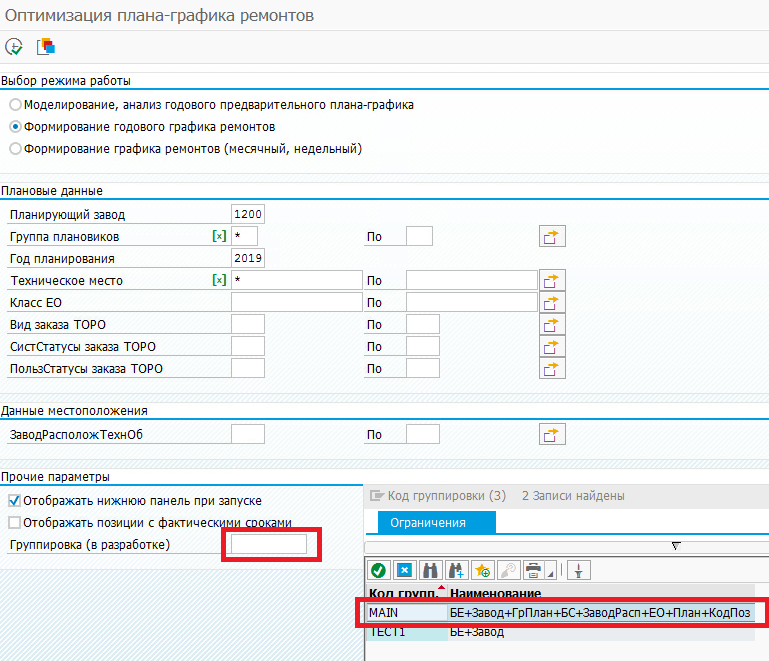 Оптимизация плана-графика ремонтов
Выбор режима работы
Моделирование, анализ годового предварительного плана-графика
Формирование годового графика ремонтов
Формирование графика ремонтов (месячный, недельный)
Плановые данные
Планирующий завод 1200
Группа плановиков [x] * По
Год планирования 2019
Техническое место [x] * По
Класс ЕО По
Вид заказа ТОРО По
СистСтатусы заказа ТОРО По
ПользСтатусы заказа ТОРО По
Данные местоположения
ЗаводРасположТехнОб По
Прочие параметры
Отображать нижнюю панель при запуске
Отображать позиции с фактическими сроками
Группировка (в разработке)
Код группировки (3) 2 Записи найдены
Ограничения
Код групп. Наименование
MAIN БЕ+Завод+ГрПлан+БС+ЗаводРасп+ЕО+План+КодПоз
ТЕСТ1 БЕ+Завод